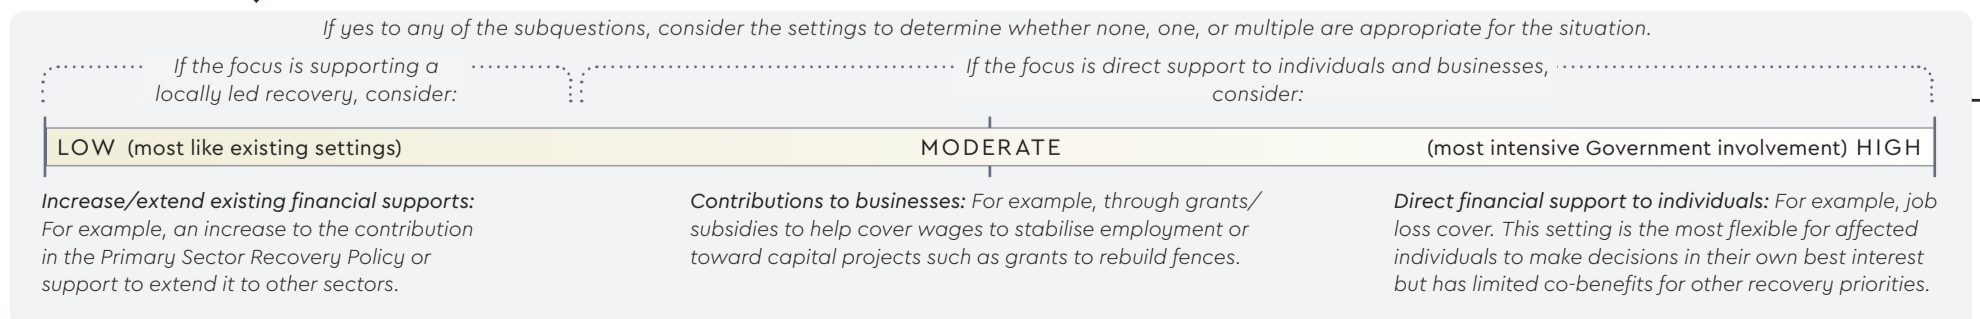 If yes to any of the subquestions, consider the settings to determine whether none, one, or multiple are appropriate for the situation.
If the focus is supporting a
locally led recovery, consider:
If the focus is direct support to individuals and businesses,
consider:
LOW (most like existing settings)
MODERATE
(most intensive Government involvement) HIGH
Increase/extend existing financial supports:
For example, an increase to the contribution
in the Primary Sector Recovery Policy or
support to extend it to other sectors.
Contributions to businesses: For example, through grants/
subsidies to help cover wages to stabilise employment or
toward capital projects such as grants to rebuild fences.
Direct financial support to individuals: For example, job
loss cover. This setting is the most flexible for affected
individuals to make decisions in their own best interest
but has limited co-benefits for other recovery priorities.